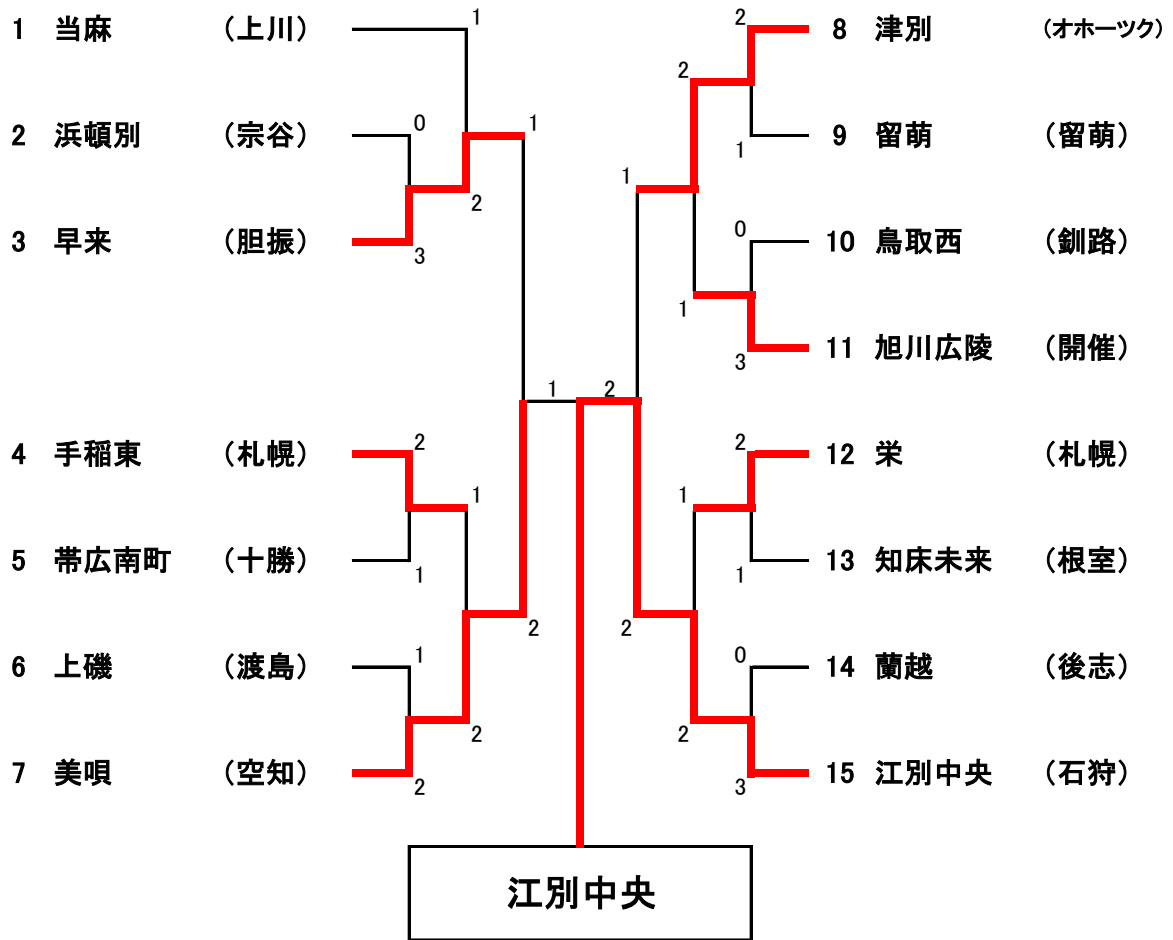 1 当麻 （上川） 1
2 浜頓別 （宗谷） 0
1
2
3 早来 （胆振） 3
4 手稲東 （札幌） 2
1
5 帯広南町 （十勝） 1
2
6 上磯 （渡島） 1
2
7 美唄 （空知） 2
1 2
2 8 津別 （オホーツク）
2
1 9 留萌 （留萌）
1
0 10 鳥取西 （釧路）
1
3 11 旭川広陵 （開催）
2 12 栄 （札幌）
1
1 13 知床未来 （根室）
2
0 14 蘭越 （後志）
2
3 15 江別中央 （石狩）
江別中央